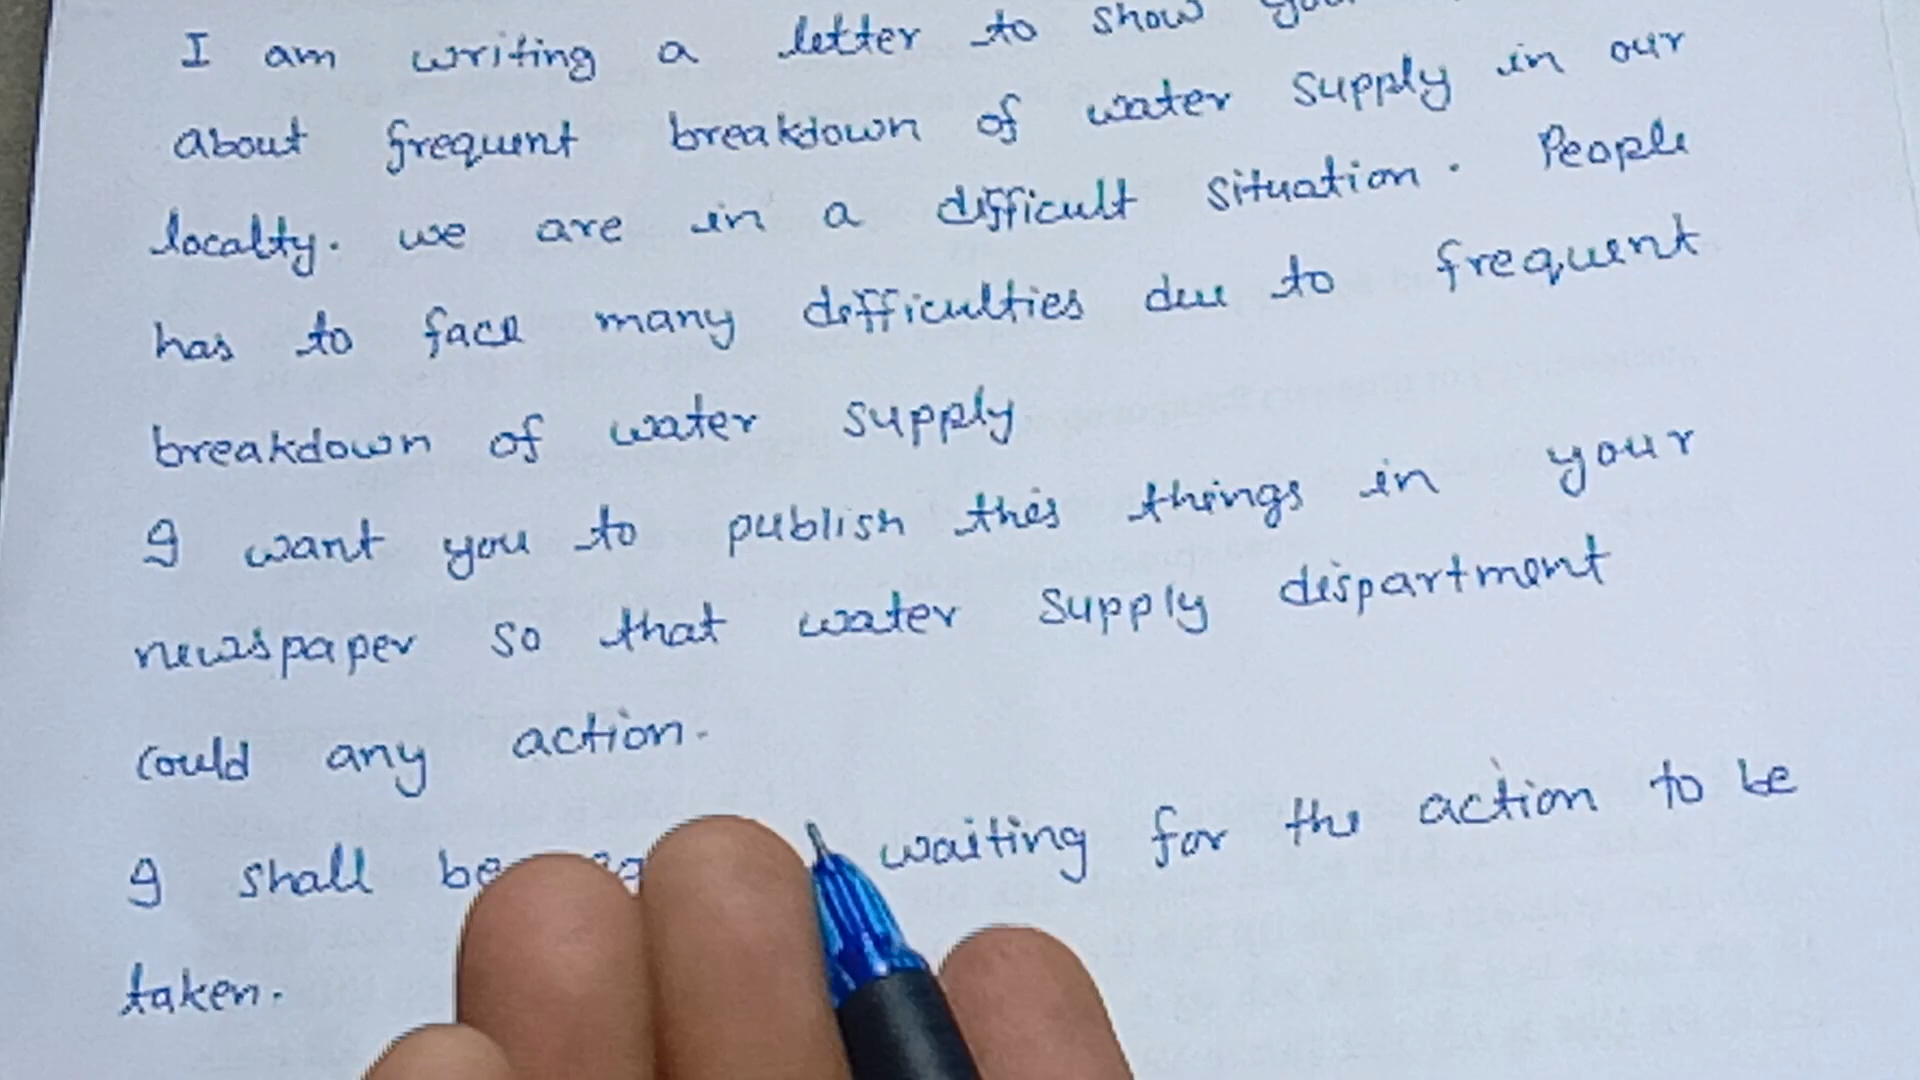 I am writing a letter to show
about frequent breakdown of water supply in our
localty. we are in a difficult situation. People
has to face many difficulties due to frequent
breakdown of water supply
I want you to publish this things in your
newspaper so that water supply dispartment
could any action.
I shall be waiting for the action to be
taken.